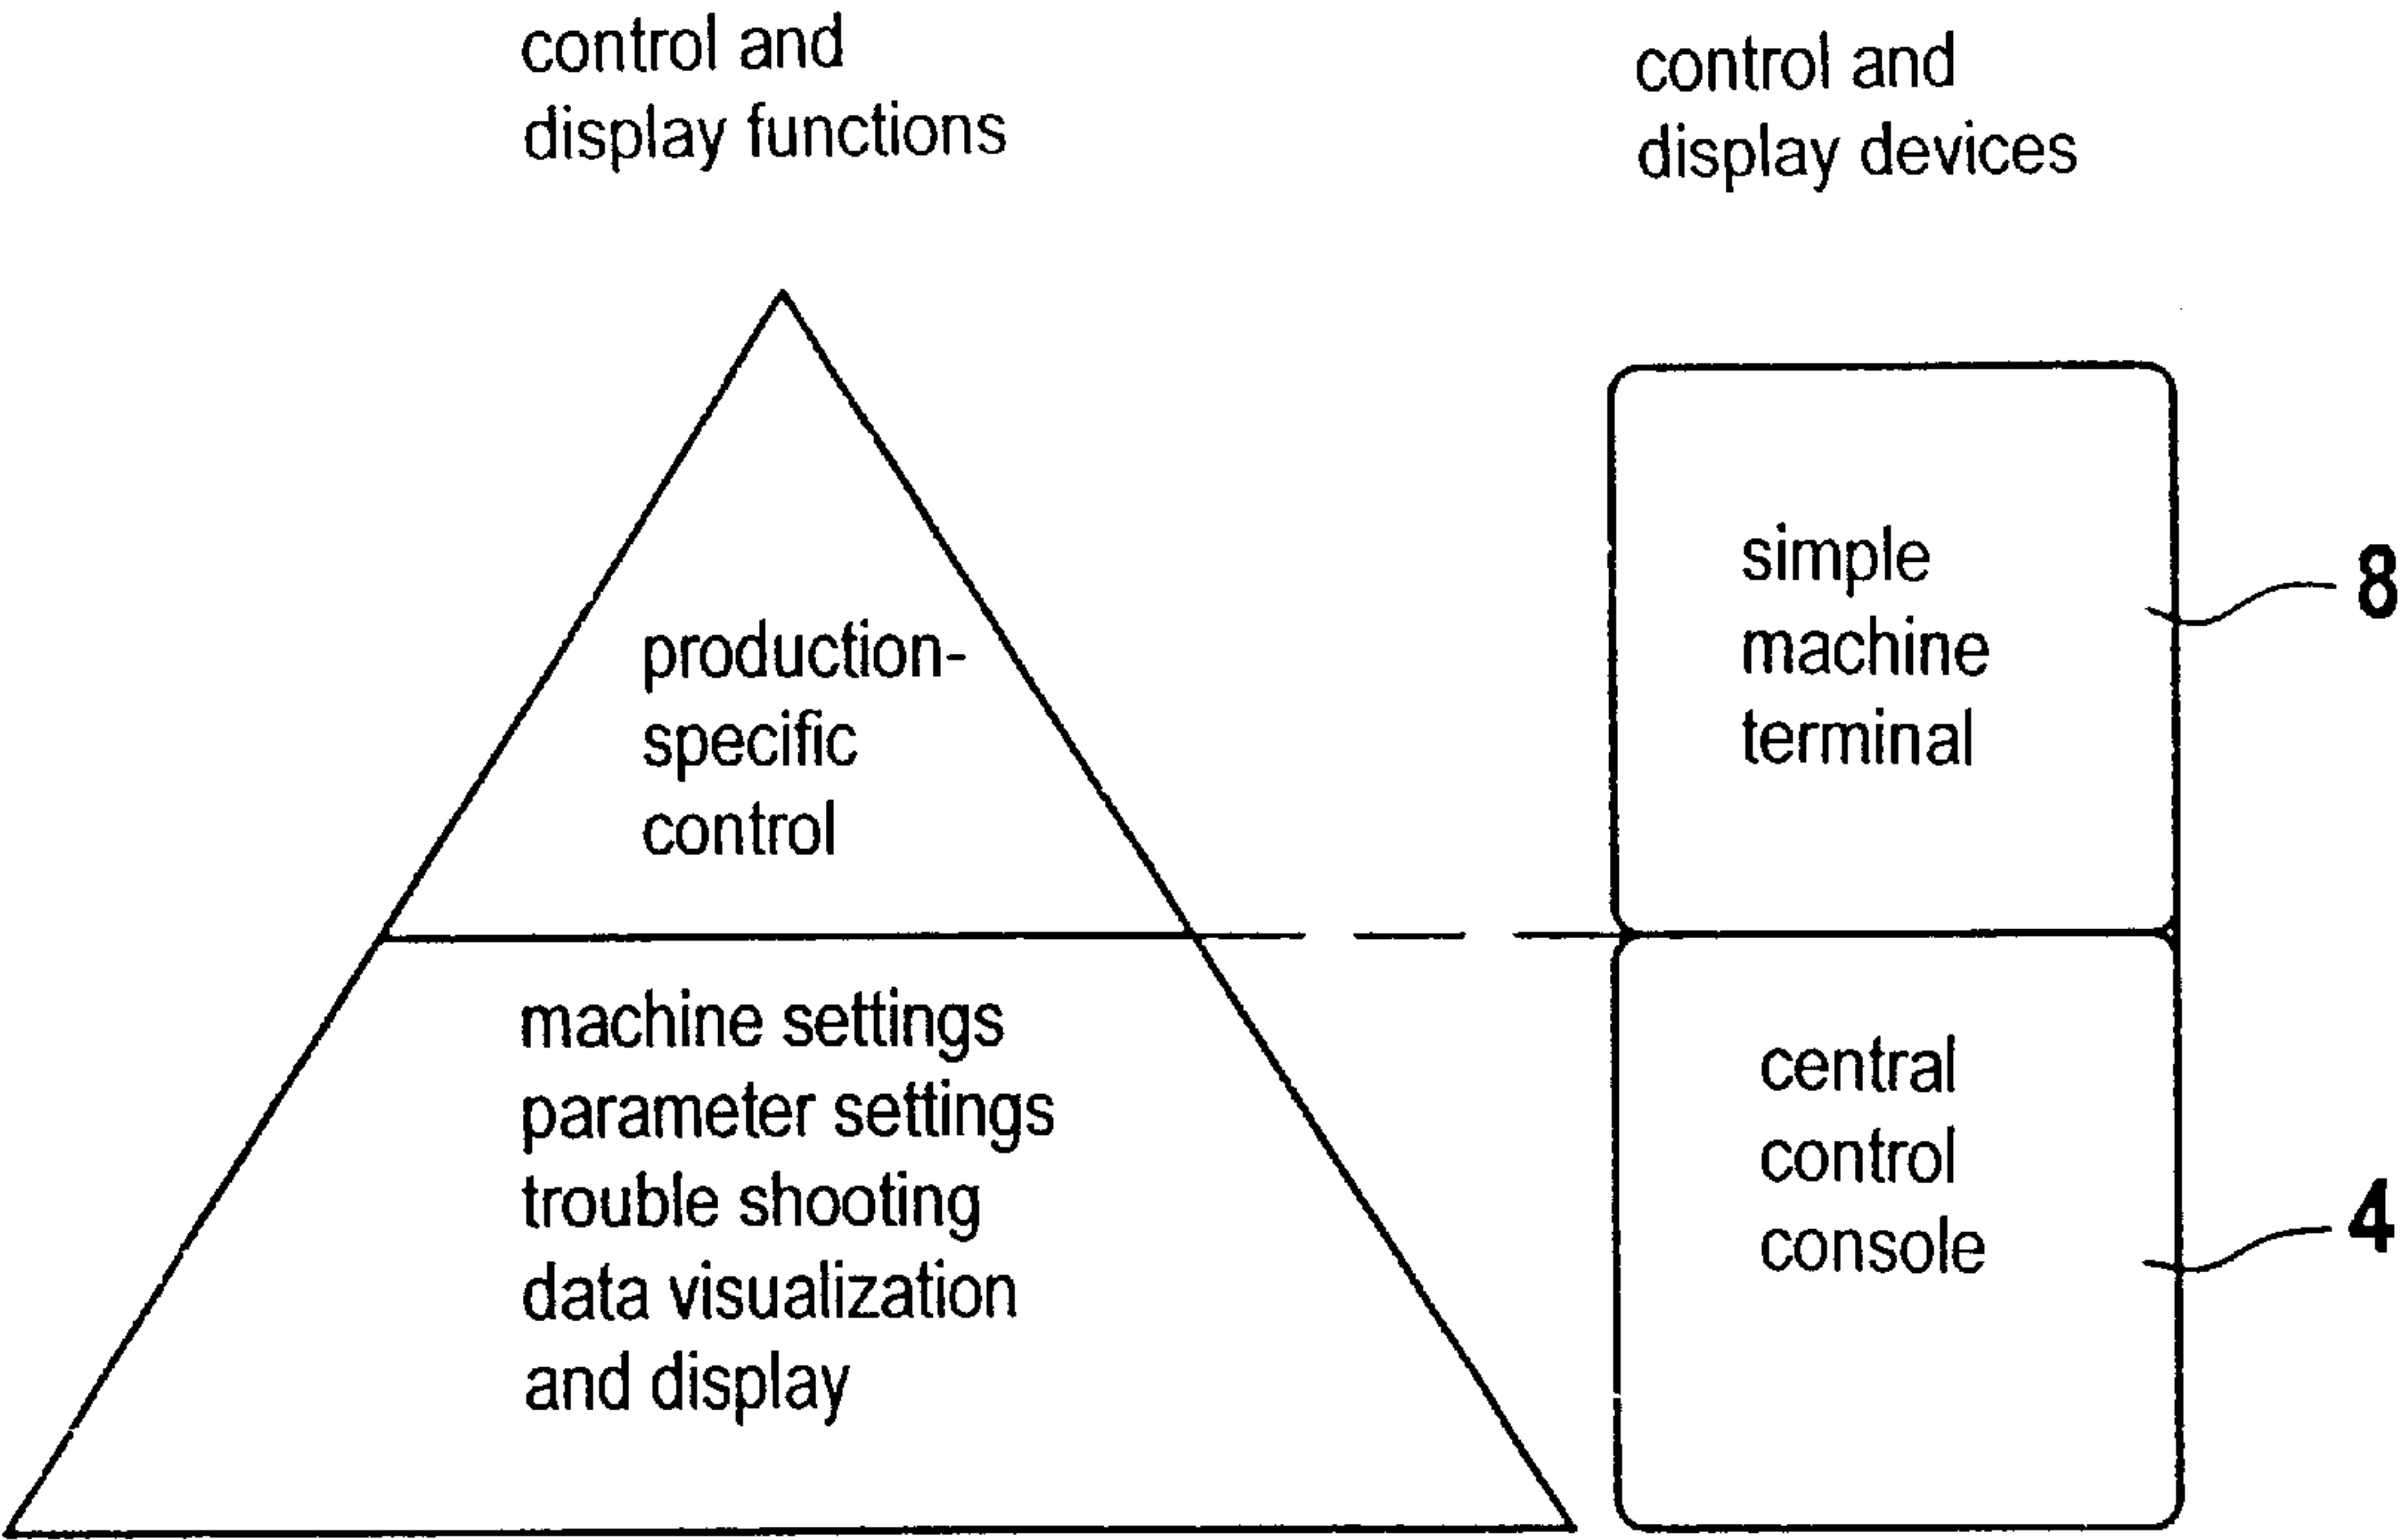 control and
display functions
control and
display devices
production-
specific
control
simple
machine
terminal
8
machine settings
parameter settings
trouble shooting
data visualization
and display
central
control
console
4